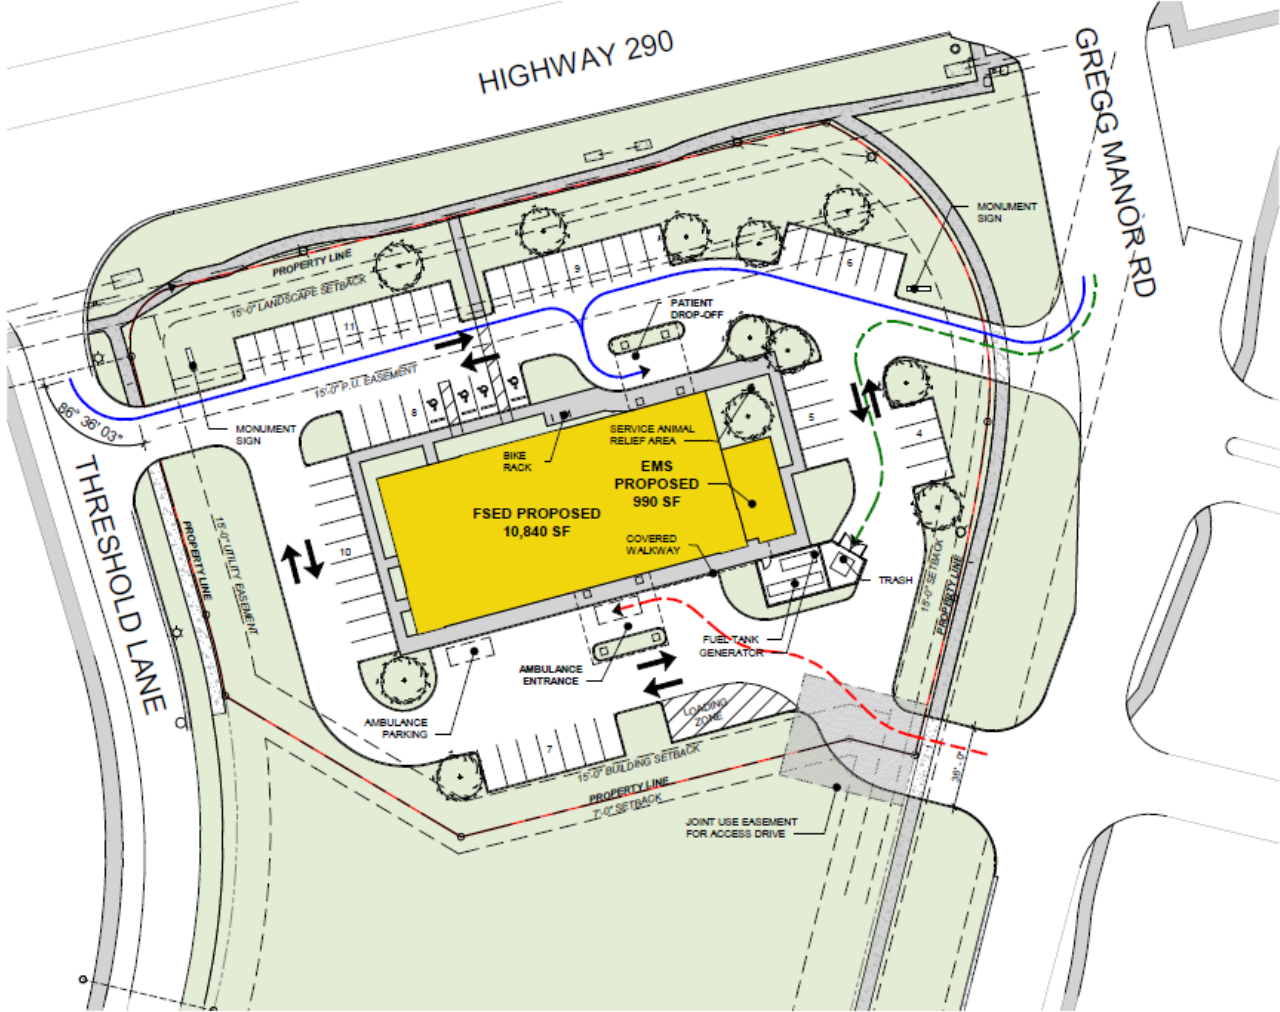 HIGHWAY 290
GREGG MANOR RD
MONUMENT
SIGN
PROPERTY LINE
15'-0" LANDSCAPE SETBACK
9
6
11
PATIENT
DROP-OFF
15'-0" P.U. EASEMENT
86° 36' 03"
8
5
4
MONUMENT
SIGN
BIKE
RACK
SERVICE ANIMAL
RELIEF AREA
EMS
PROPOSED
990 SF
FSED PROPOSED
10,840 SF
COVERED
WALKWAY
THRESHOLD LANE
PROPERTY LINE
15'-0" UTILITY EASEMENT
10
TRASH
15'-0" SETBACK
PROPERTY LINE
FUEL TANK
GENERATOR
AMBULANCE
ENTRANCE
AMBULANCE
PARKING
LOADING
ZONE
7
15'-0" BUILDING SETBACK
PROPERTY LINE
7'-0" SETBACK
36' - 0"
JOINT USE EASEMENT
FOR ACCESS DRIVE